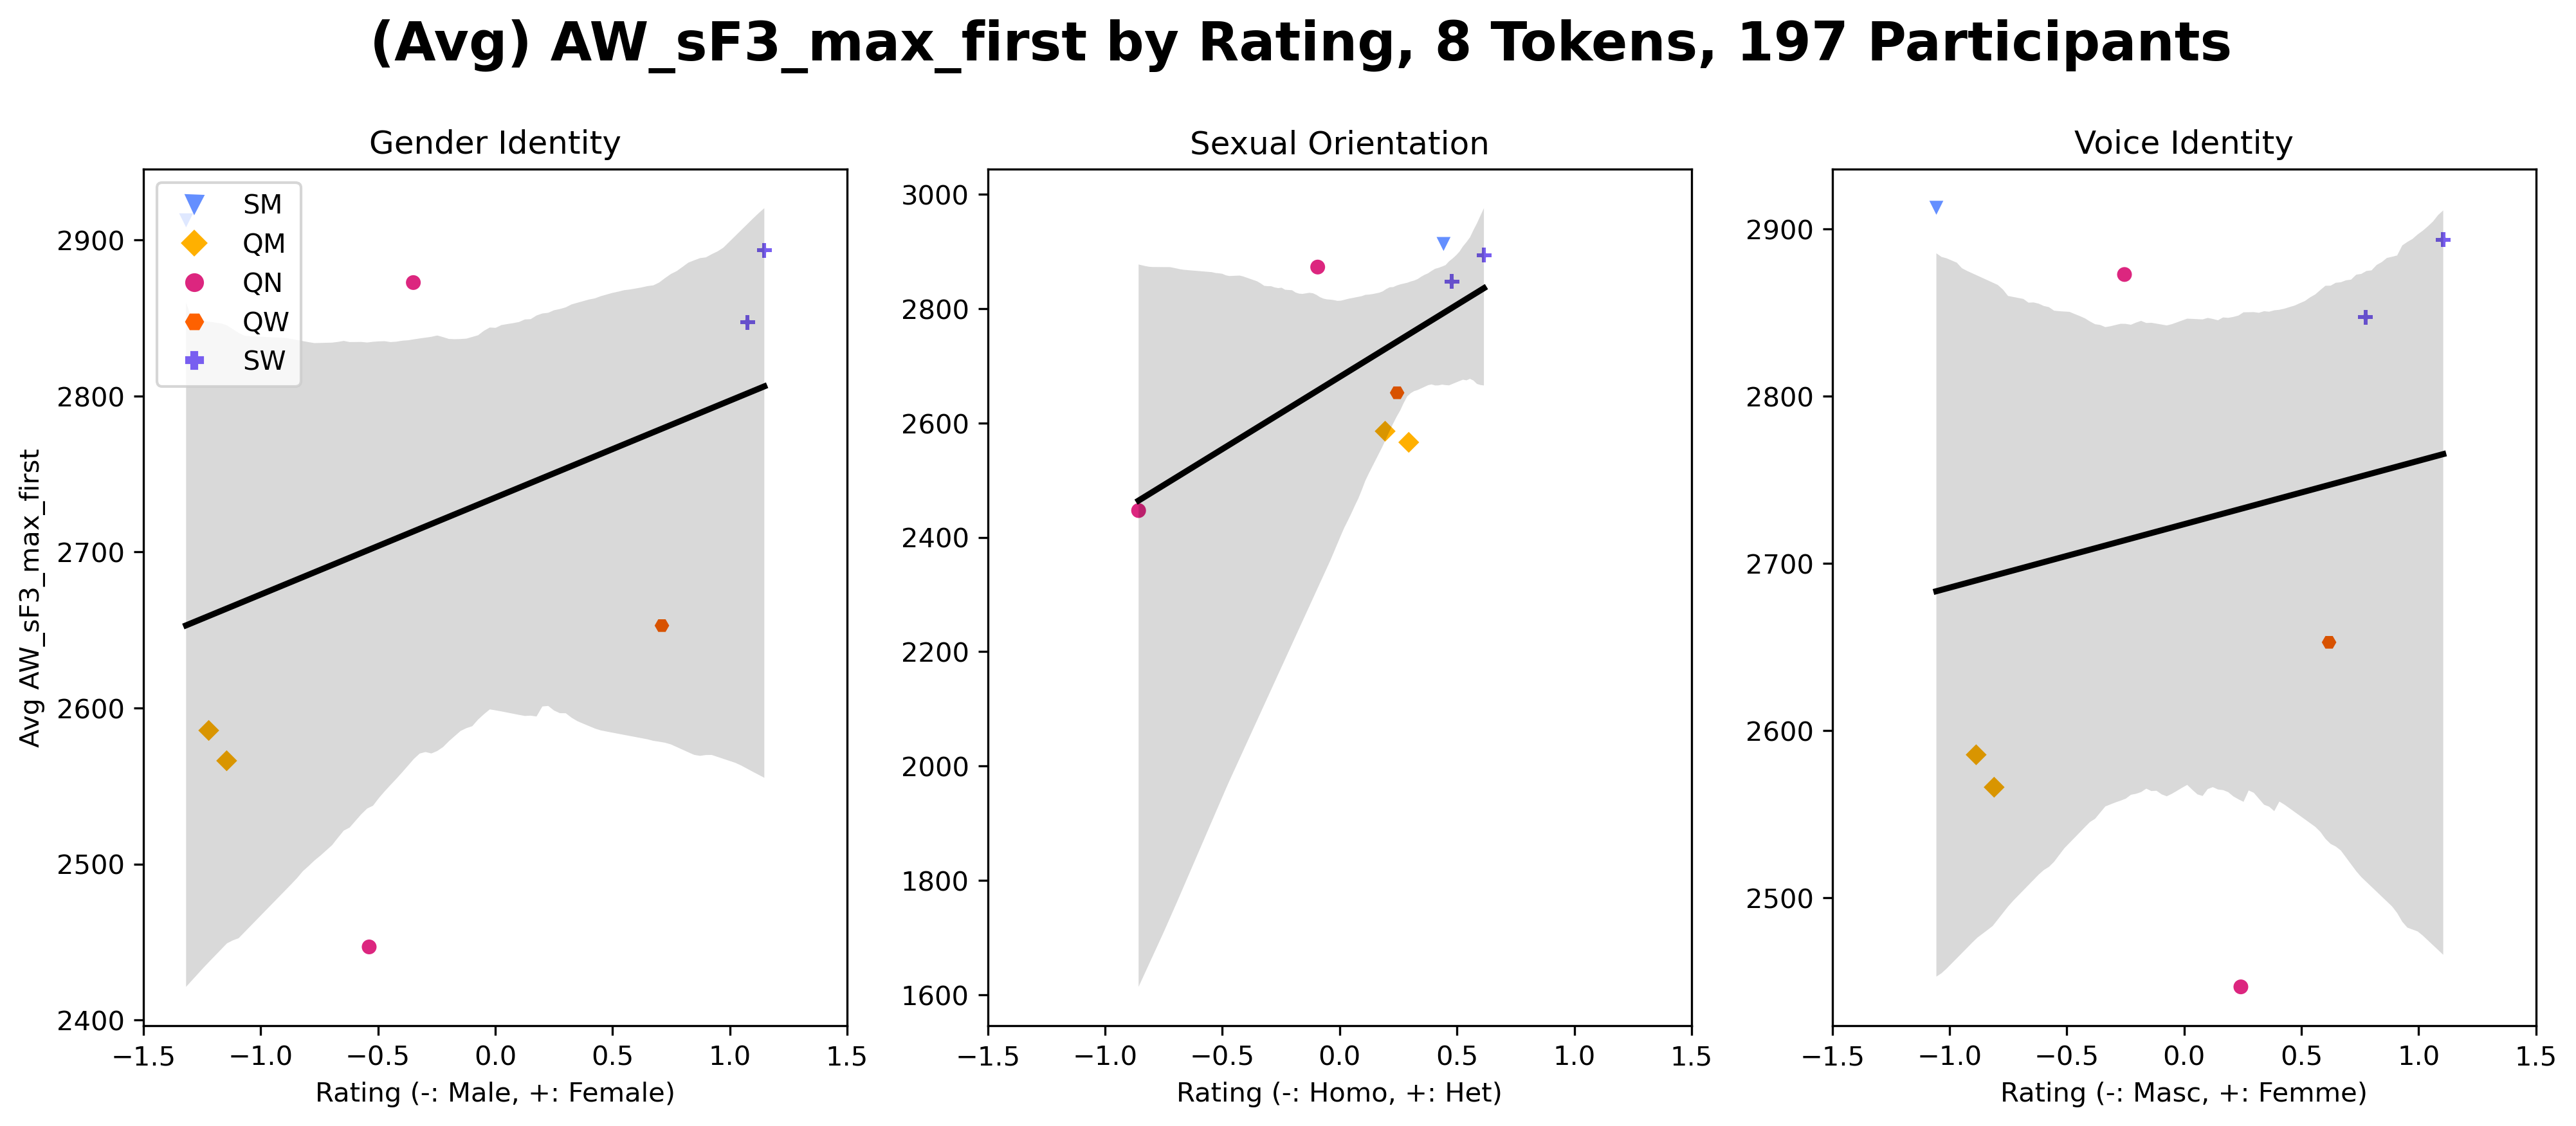 (Avg) AW_sF3_max_first by Rating, 8 Tokens, 197 Participants
Gender Identity
SM
QM
QN
QW
SW
Avg AW_sF3_max_first
2900
2800
2700
2600
2500
2400
−1.5 −1.0 −0.5 0.0 0.5 1.0 1.5
Rating (-: Male, +: Female)
Sexual Orientation
3000
2800
2600
2400
2200
2000
1800
1600
−1.5 −1.0 −0.5 0.0 0.5 1.0 1.5
Rating (-: Homo, +: Het)
Voice Identity
2900
2800
2700
2600
2500
−1.5 −1.0 −0.5 0.0 0.5 1.0 1.5
Rating (-: Masc, +: Femme)